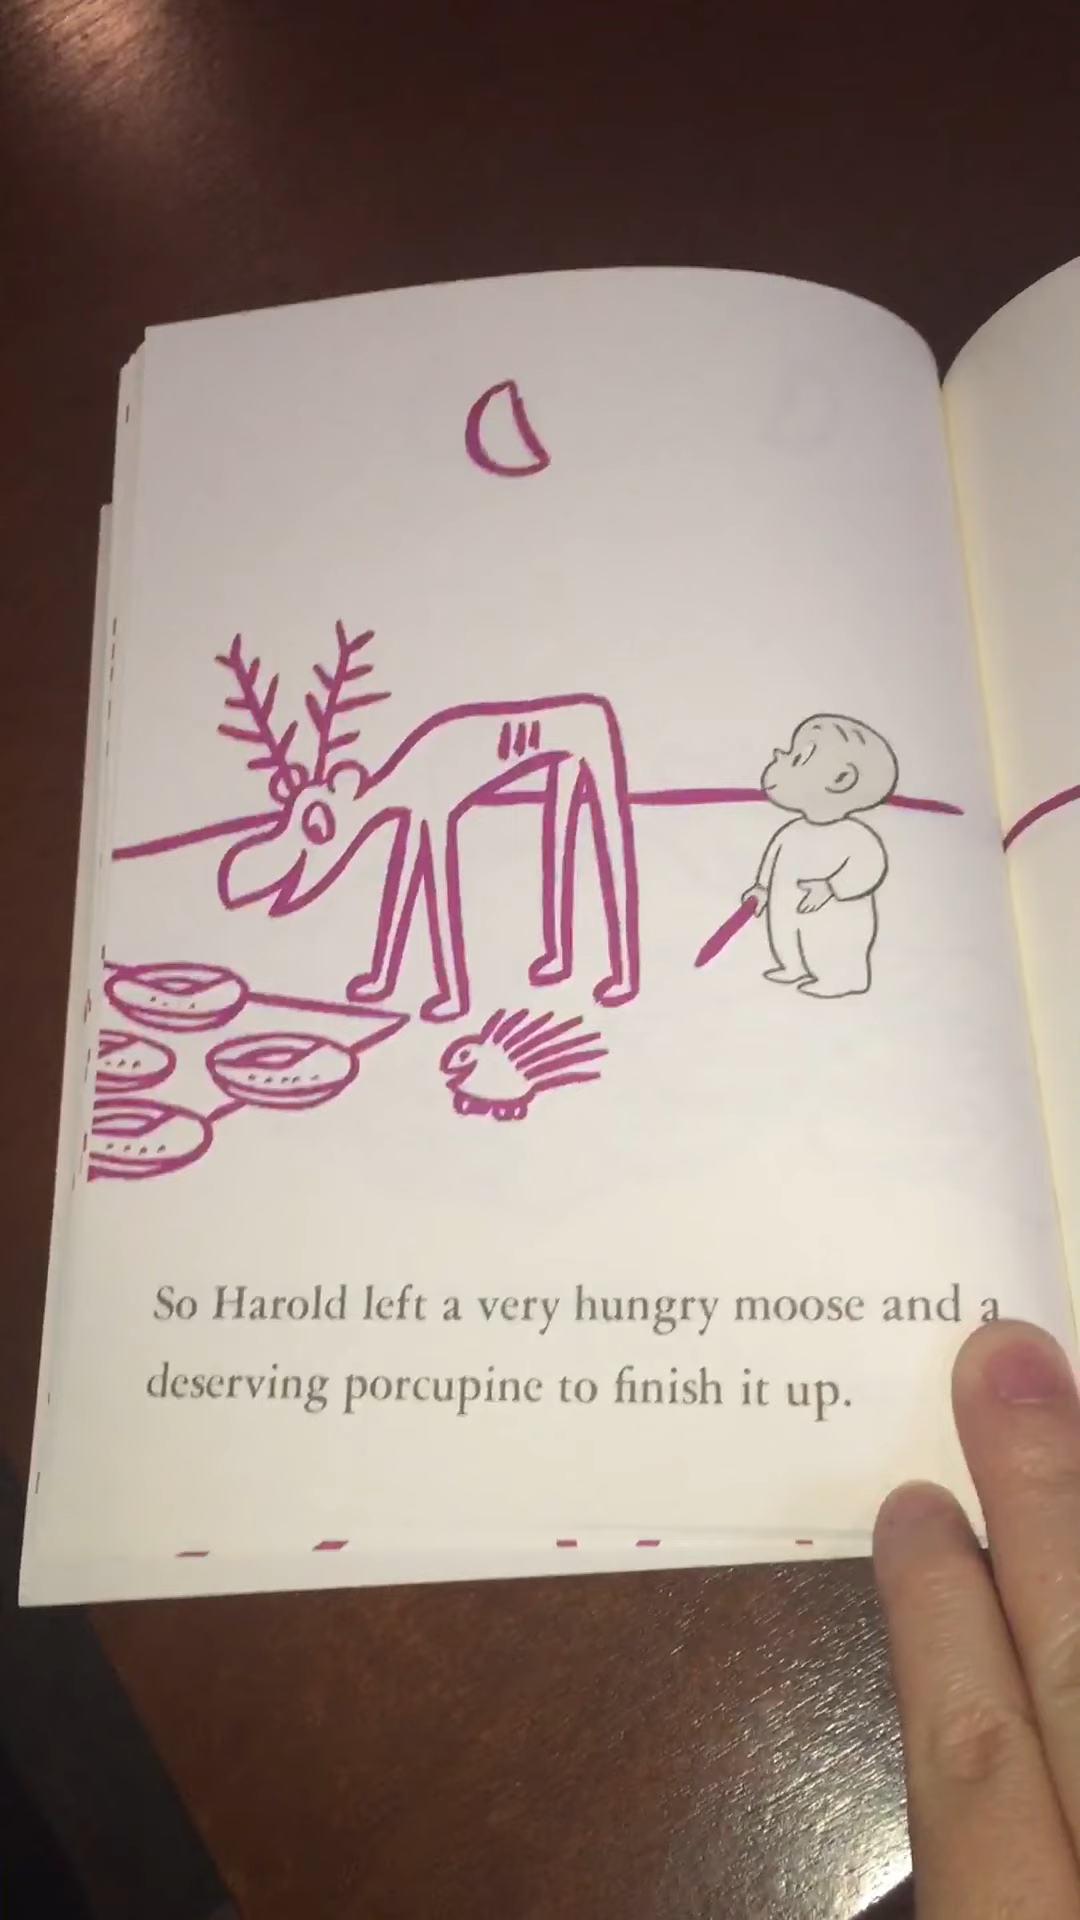 So Harold left a very hungry moose and a
deserving porcupine to finish it up.